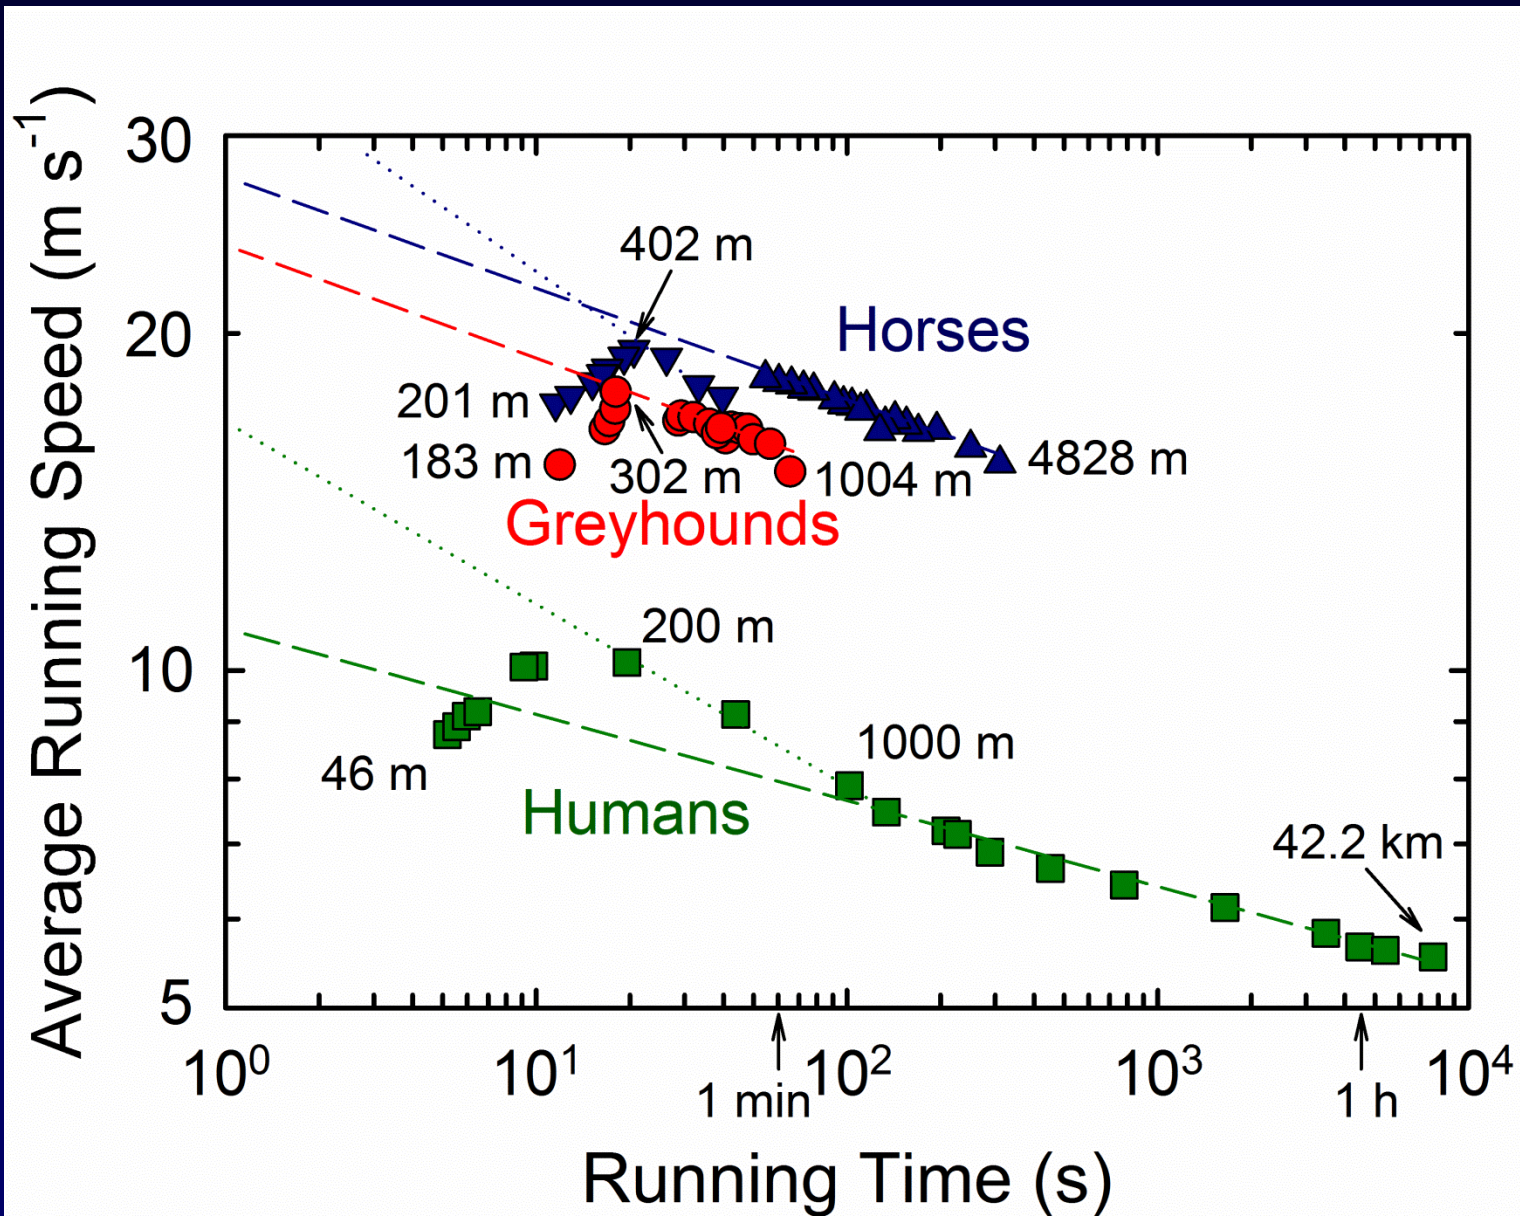 Average Running Speed (m s⁻¹)
30
20
10
5
402 m
Horses
201 m
183 m
302 m
1004 m
4828 m
Greyhounds
200 m
1000 m
46 m
Humans
42.2 km
10⁰
10¹
10²
10³
10⁴
1 min
1 h
Running Time (s)